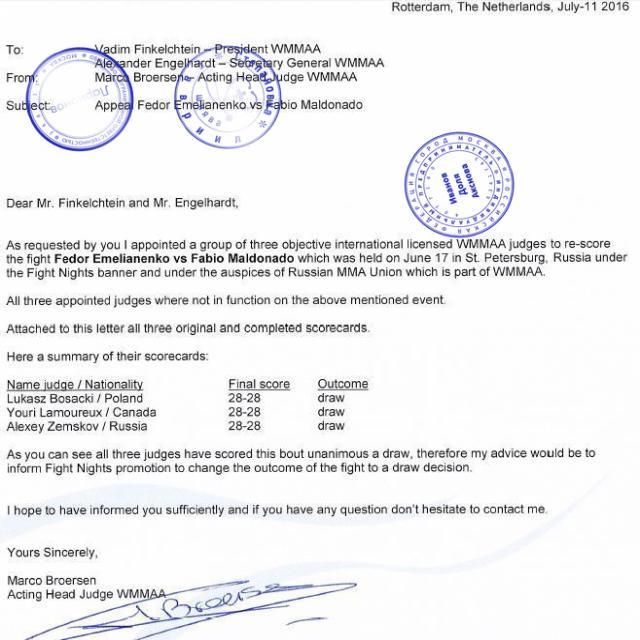 Rotterdam, The Netherlands, July-11 2016
To: Vadim Finkelchtein – President WMMAA
Alexander Engelhardt – Secretary General WMMAA
From: Marco Broersen - Acting Head Judge WMMAA
Subject: Appeal Fedor Emelianenko vs Fabio Maldonado
Dear Mr. Finkelchtein and Mr. Engelhardt,
As requested by you I appointed a group of three objective international licensed WMMAA judges to re-score
the fight Fedor Emelianenko vs Fabio Maldonado which was held on June 17 in St. Petersburg, Russia under
the Fight Nights banner and under the auspices of Russian MMA Union which is part of WMMAA.
All three appointed judges where not in function on the above mentioned event.
Attached to this letter all three original and completed scorecards.
Here a summary of their scorecards:
Name judge / Nationality Final score Outcome
Lukasz Bosacki / Poland 28-28 draw
Youri Lamoureux / Canada 28-28 draw
Alexey Zemskov / Russia 28-28 draw
As you can see all three judges have scored this bout unanimous a draw, therefore my advice would be to
inform Fight Nights promotion to change the outcome of the fight to a draw decision.
I hope to have informed you sufficiently and if you have any question don't hesitate to contact me.
Yours Sincerely,
Marco Broersen
Acting Head Judge WMMAA
Broersen